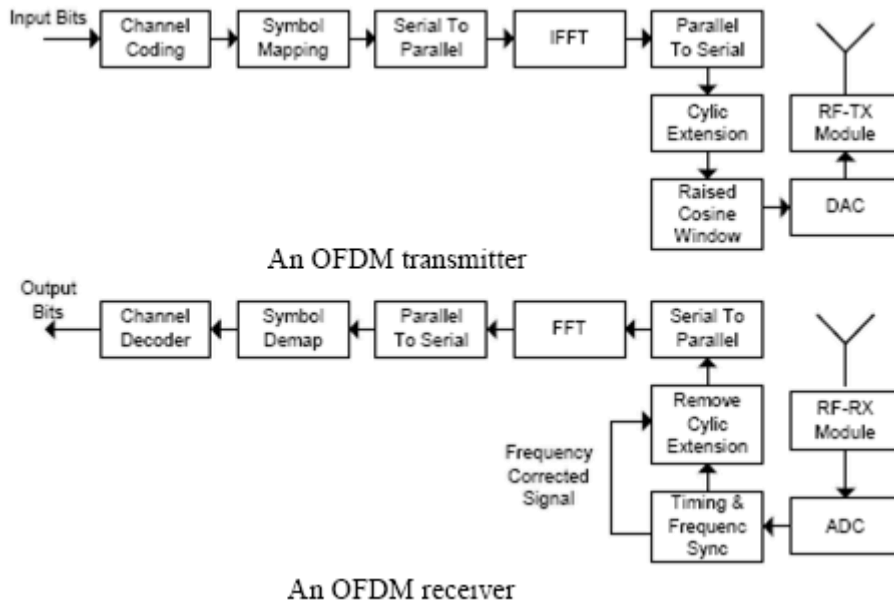 Input Bits
Channel
Coding
Symbol
Mapping
Serial To
Parallel
IFFT
Parallel
To Serial
Cylic
Extension
Raised
Cosine
Window
RF-TX
Module
DAC
An OFDM transmitter
Output
Bits
Channel
Decoder
Symbol
Demap
Parallel
To Serial
FFT
Serial To
Parallel
Remove
Cylic
Extension
RF-RX
Module
Frequency
Corrected
Signal
Timing &
Frequenc
Sync
ADC
An OFDM receiver